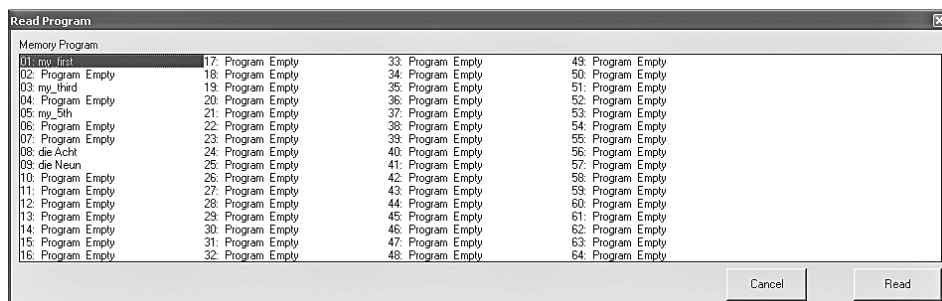 Read Program
Memory Program
01: my_first
02: Program Empty
03: my_third
04: Program Empty
05: my_5th
06: Program Empty
07: Program Empty
08: die Acht
09: die Neun
10: Program Empty
11: Program Empty
12: Program Empty
13: Program Empty
14: Program Empty
15: Program Empty
16: Program Empty
17: Program Empty
18: Program Empty
19: Program Empty
20: Program Empty
21: Program Empty
22: Program Empty
23: Program Empty
24: Program Empty
25: Program Empty
26: Program Empty
27: Program Empty
28: Program Empty
29: Program Empty
30: Program Empty
31: Program Empty
32: Program Empty
33: Program Empty
34: Program Empty
35: Program Empty
36: Program Empty
37: Program Empty
38: Program Empty
39: Program Empty
40: Program Empty
41: Program Empty
42: Program Empty
43: Program Empty
44: Program Empty
45: Program Empty
46: Program Empty
47: Program Empty
48: Program Empty
49: Program Empty
50: Program Empty
51: Program Empty
52: Program Empty
53: Program Empty
54: Program Empty
55: Program Empty
56: Program Empty
57: Program Empty
58: Program Empty
59: Program Empty
60: Program Empty
61: Program Empty
62: Program Empty
63: Program Empty
64: Program Empty
Cancel
Read